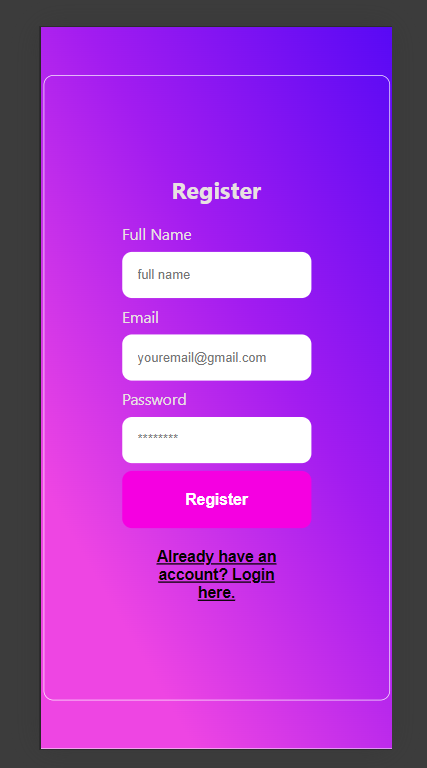 Register
Full Name
full name
Email
youremail@gmail.com
Password
********
Register
Already have an
account? Login
here.